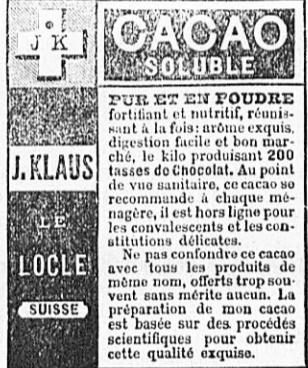 J K
J. KLAUS
LE
LOCLE
SUISSE
CACAO
SOLUBLE
PUR ET EN POUDRE
fortifiant et nutritif, réunis-
sant à la fois: arôme exquis,
digestion facile et bon mar-
ché, le kilo produisant 200
tasses de Chocolat. Au point
de vue sanitaire, ce cacao se
recommande à chaque mé-
nagère, il est hors ligne pour
les convalescents et les con-
stitutions délicates.
Ne pas confondre ce cacao
avec tous les produits de
même nom, offerts trop sou-
vent sans mérite aucun. La
préparation de mon cacao
est basée sur des procédés
scientifiques pour obtenir
cette qualité exquise.